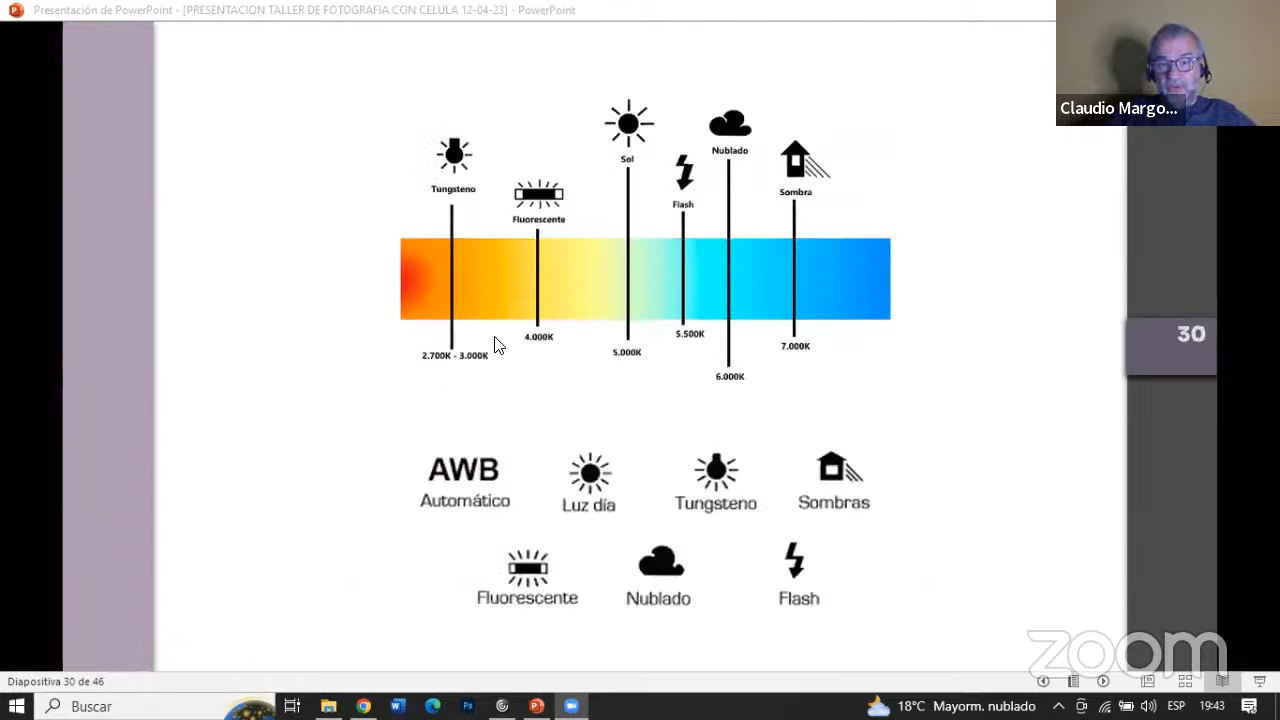 Presentación de PowerPoint - [PRESENTACION TALLER DE FOTOGRAFIA CON CELULA 12-04-23] - PowerPoint
Claudio Margo...
Sol
Nublado
Tungsteno
Sombra
Flash
Fluorescente
4.000K
5.500K
30
2.700K - 3.000K
5.000K
7.000K
6.000K
AWB
Automático
Luz día
Tungsteno
Sombras
Fluorescente
Nublado
Flash
zoom
Diapositiva 30 de 46
Buscar
18°C Mayorm. nublado
ESP
19:43